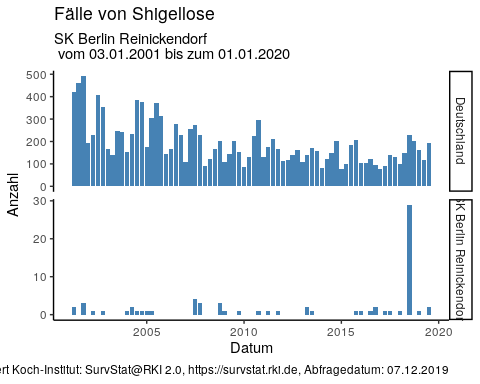 Fälle von Shigellose
SK Berlin Reinickendorf
vom 03.01.2001 bis zum 01.01.2020
Anzahl
500
400
300
200
100
0
Deutschland
30
20
10
0
SK Berlin Reinickendorf
2005
2010
2015
2020
Datum
ert Koch-Institut: SurvStat@RKI 2.0, https://survstat.rki.de, Abfragedatum: 07.12.2019